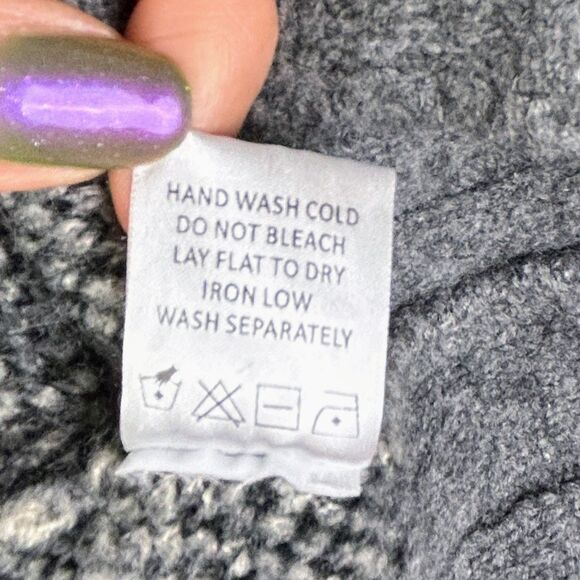 HAND WASH COLD
DO NOT BLEACH
LAY FLAT TO DRY
IRON LOW
WASH SEPARATELY